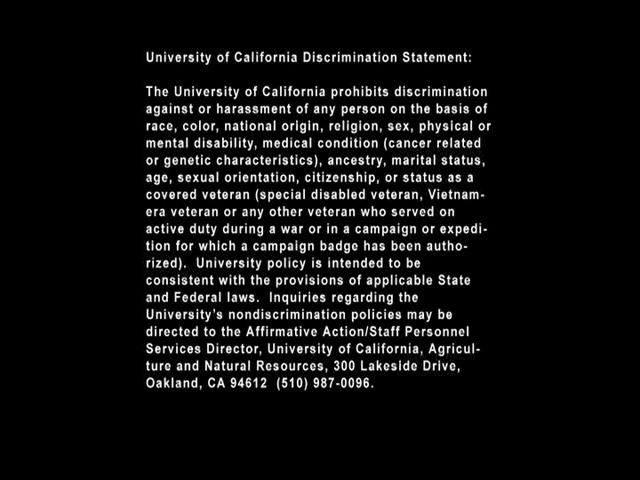 University of California Discrimination Statement:
The University of California prohibits discrimination
against or harassment of any person on the basis of
race, color, national origin, religion, sex, physical or
mental disability, medical condition (cancer related
or genetic characteristics), ancestry, marital status,
age, sexual orientation, citizenship, or status as a
covered veteran (special disabled veteran, Vietnam-
era veteran or any other veteran who served on
active duty during a war or in a campaign or expedi-
tion for which a campaign badge has been autho-
rized).  University policy is intended to be
consistent with the provisions of applicable State
and Federal laws.  Inquiries regarding the
University's nondiscrimination policies may be
directed to the Affirmative Action/Staff Personnel
Services Director, University of California, Agricul-
ture and Natural Resources, 300 Lakeside Drive,
Oakland, CA 94612  (510) 987-0096.